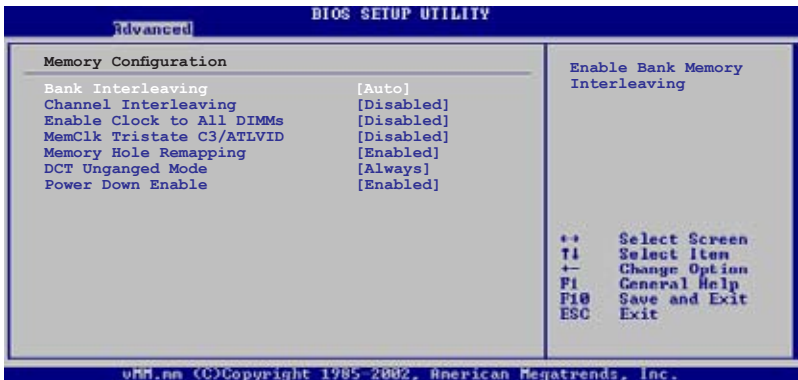 BIOS SETUP UTILITY
Advanced
Memory Configuration
Bank Interleaving [Auto]
Channel Interleaving [Disabled]
Enable Clock to All DIMMs [Disabled]
MemClk Tristate C3/ATLVID [Disabled]
Memory Hole Remapping [Enabled]
DCT Unganged Mode [Always]
Power Down Enable [Enabled]
Enable Bank Memory
Interleaving
←→ Select Screen
↑↓ Select Item
+- Change Option
F1 General Help
F10 Save and Exit
ESC Exit
vMM.mm (C)Copyright 1985-2002, American Megatrends, Inc.